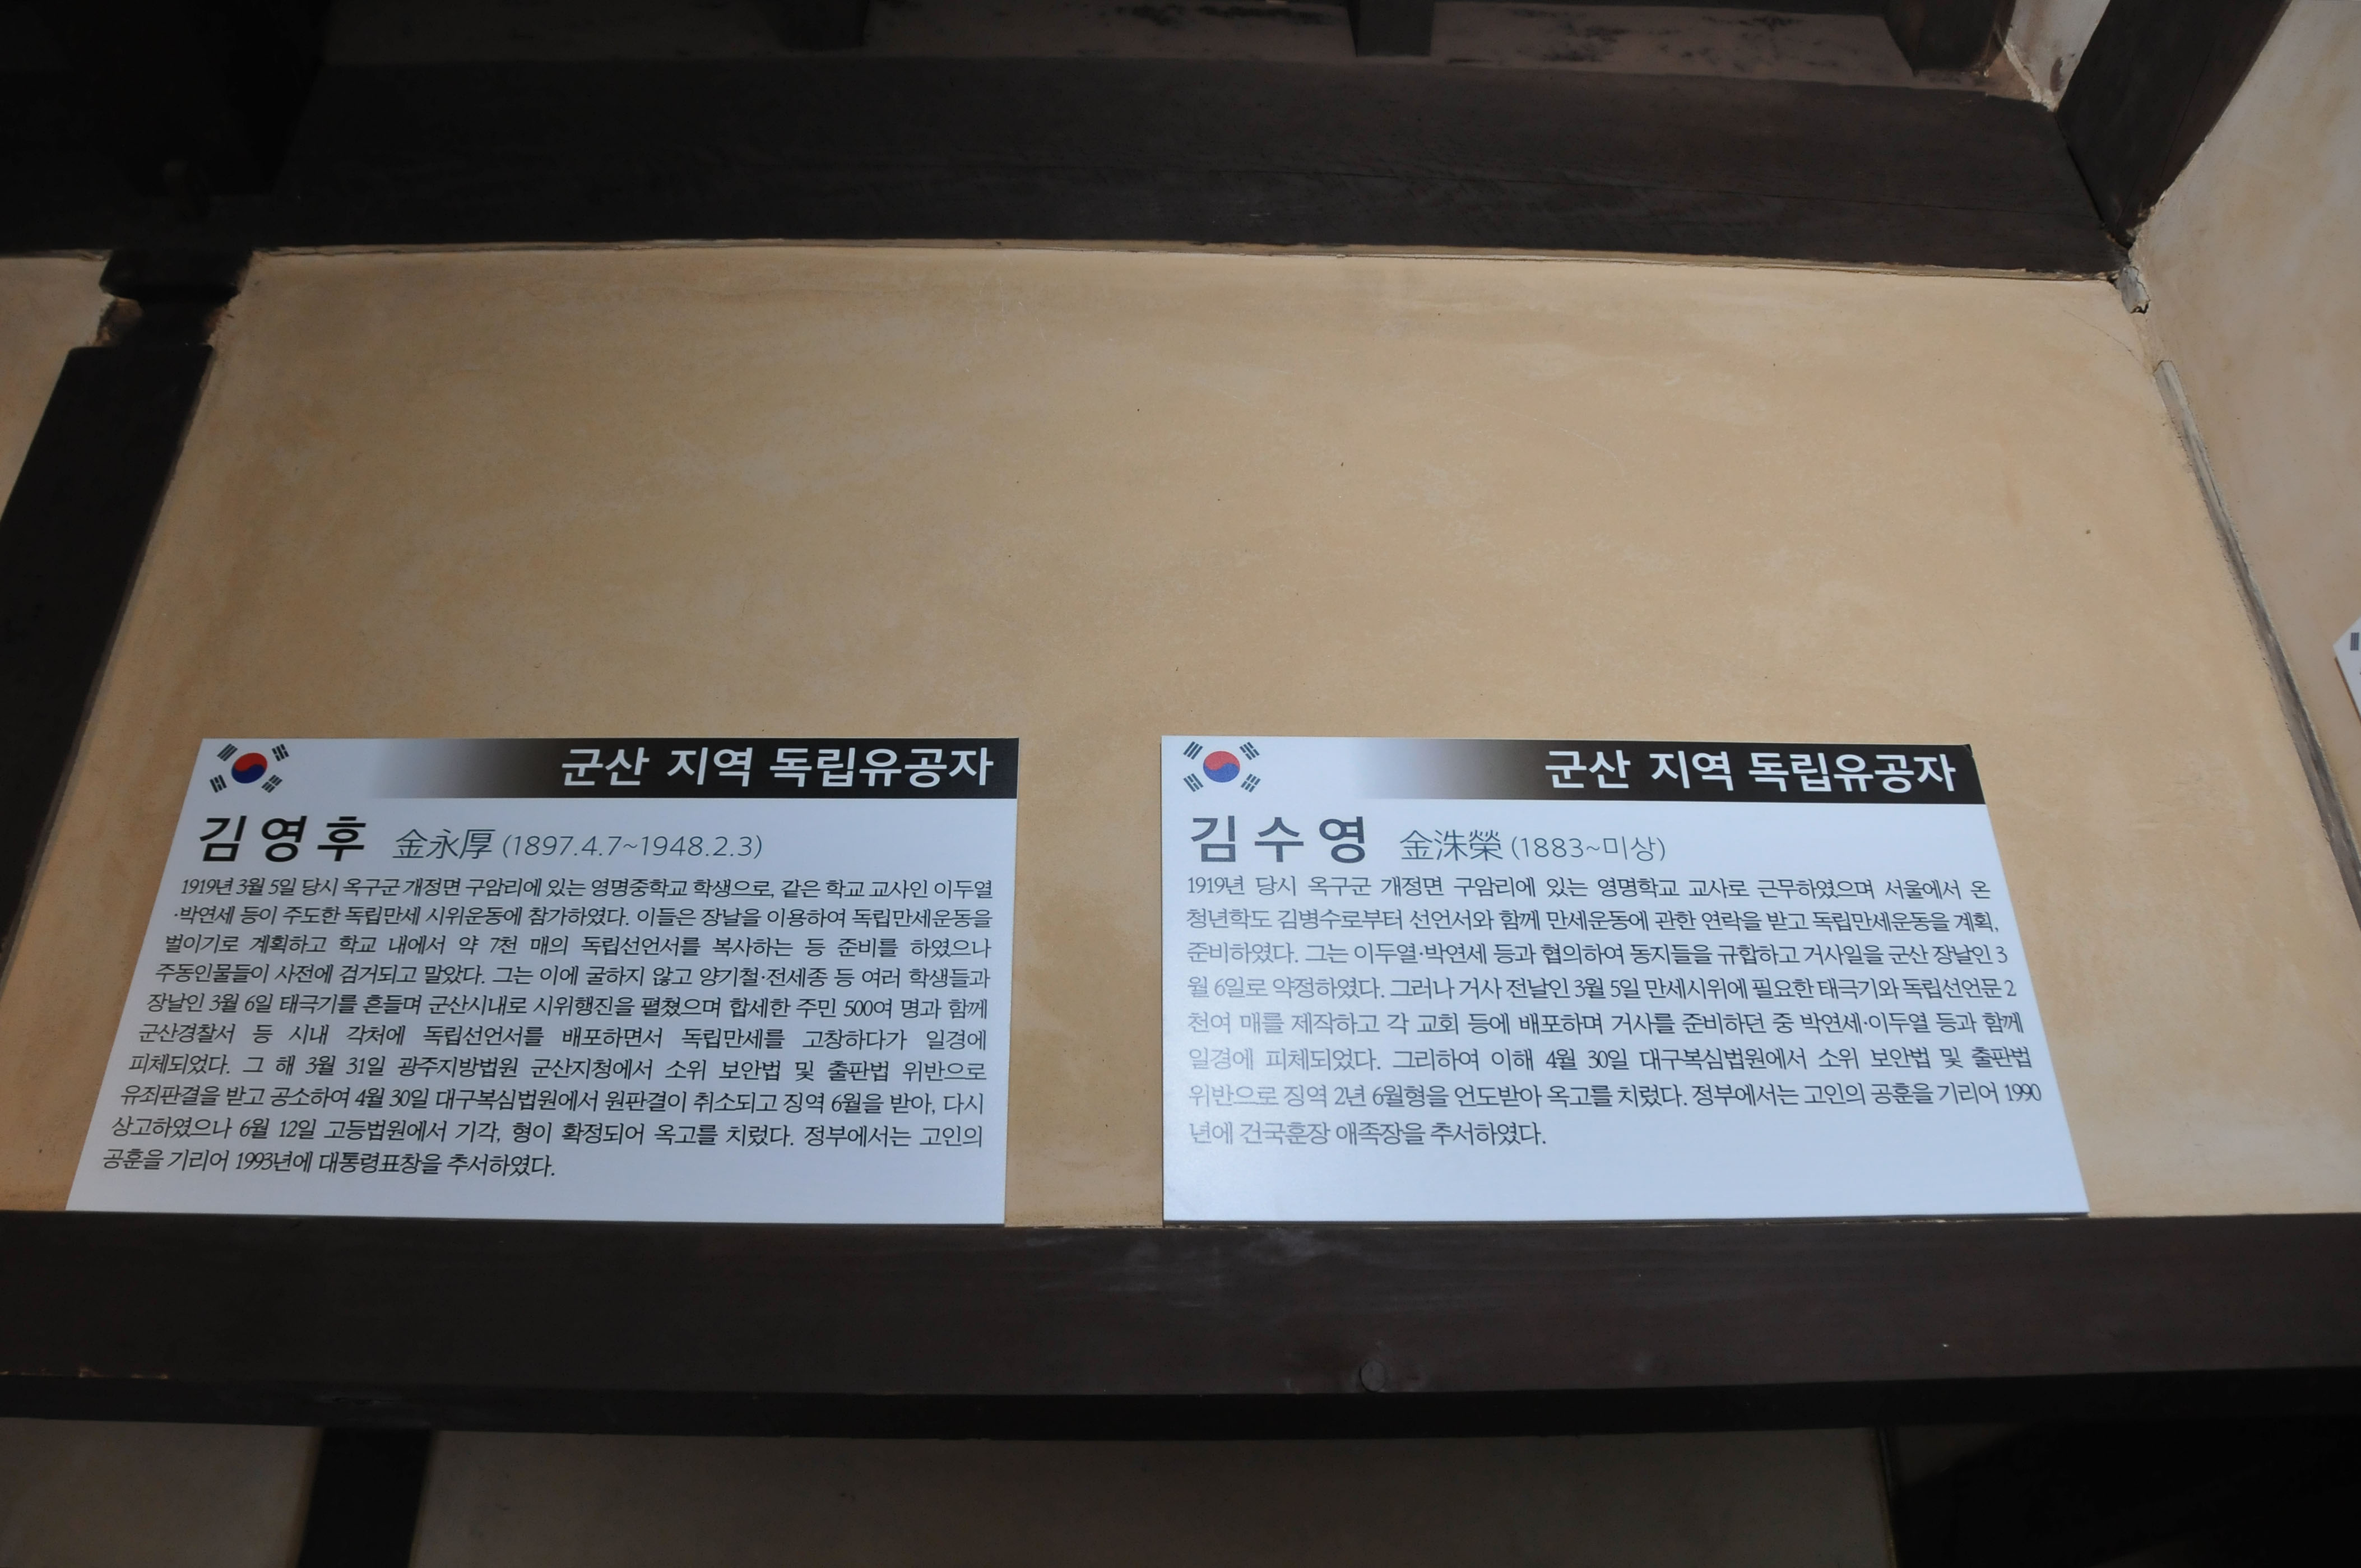 군산 지역 독립유공자
김영후 金永厚 (1897.4.7~1948.2.3)
1919년 3월 5일 당시 옥구군 개정면 구암리에 있는 영명중학교 학생으로, 같은 학교 교사인 이두열
·박연세 등이 주도한 독립만세 시위운동에 참가하였다. 이들은 장날을 이용하여 독립만세운동을
벌이기로 계획하고 학교 내에서 약 7천 매의 독립선언서를 복사하는 등 준비를 하였으나
주동인물들이 사전에 검거되고 말았다. 그는 이에 굴하지 않고 양기철·전세종 등 여러 학생들과
장날인 3월 6일 태극기를 흔들며 군산시내로 시위행진을 펼쳤으며 합세한 주민 500여 명과 함께
군산경찰서 등 시내 각처에 독립선언서를 배포하면서 독립만세를 고창하다가 일경에
피체되었다. 그 해 3월 31일 광주지방법원 군산지청에서 소위 보안법 및 출판법 위반으로
유죄판결을 받고 공소하여 4월 30일 대구복심법원에서 원판결이 취소되고 징역 6월을 받아, 다시
상고하였으나 6월 12일 고등법원에서 기각, 형이 확정되어 옥고를 치렀다. 정부에서는 고인의
공훈을 기리어 1993년에 대통령표창을 추서하였다.
군산 지역 독립유공자
김수영 金洙榮 (1883~미상)
1919년 당시 옥구군 개정면 구암리에 있는 영명학교 교사로 근무하였으며 서울에서 온
청년학도 김병수로부터 선언서와 함께 만세운동에 관한 연락을 받고 독립만세운동을 계획,
준비하였다. 그는 이두열·박연세 등과 협의하여 동지들을 규합하고 거사일을 군산 장날인 3
월 6일로 약정하였다. 그러나 거사 전날인 3월 5일 만세시위에 필요한 태극기와 독립선언문 2
천여 매를 제작하고 각 교회 등에 배포하며 거사를 준비하던 중 박연세·이두열 등과 함께
일경에 피체되었다. 그리하여 이해 4월 30일 대구복심법원에서 소위 보안법 및 출판법
위반으로 징역 2년 6월형을 언도받아 옥고를 치렀다. 정부에서는 고인의 공훈을 기리어 1990
년에 건국훈장 애족장을 추서하였다.